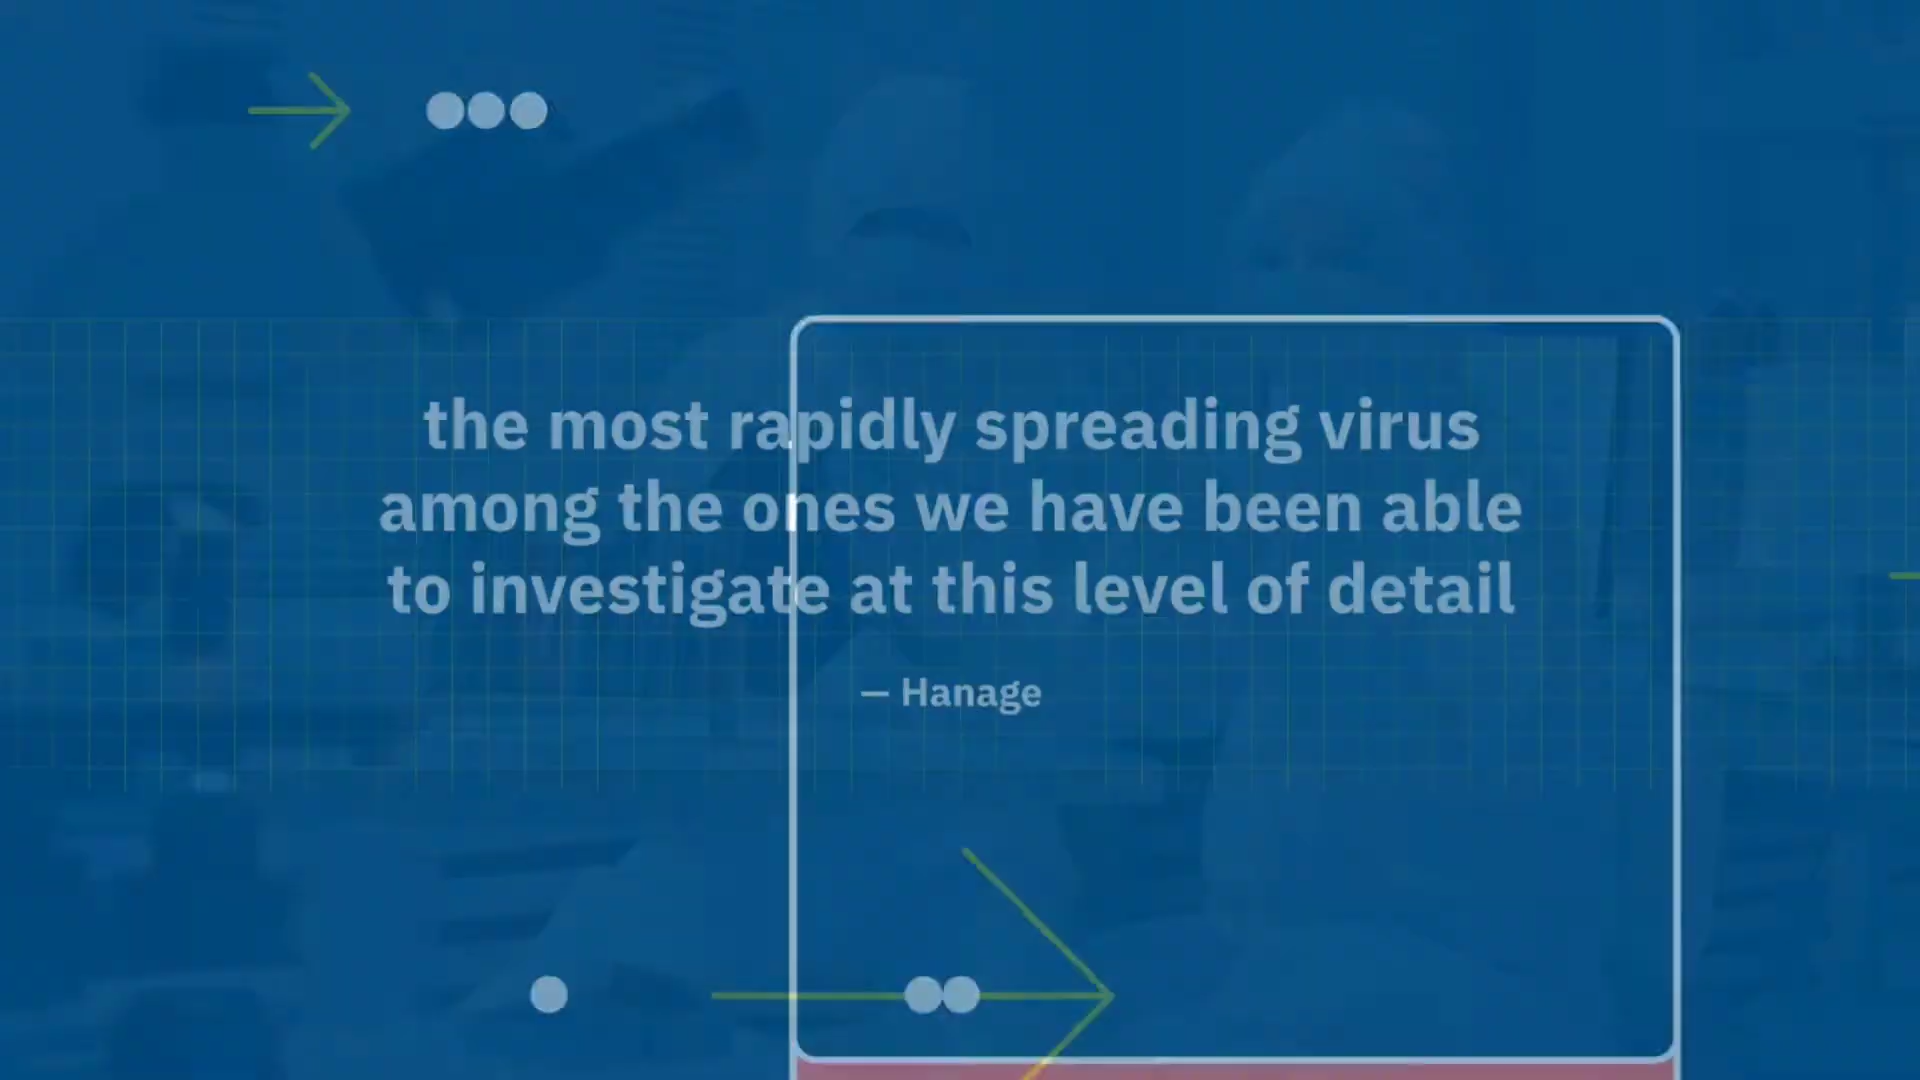 the most rapidly spreading virus
among the ones we have been able
to investigate at this level of detail
— Hanage